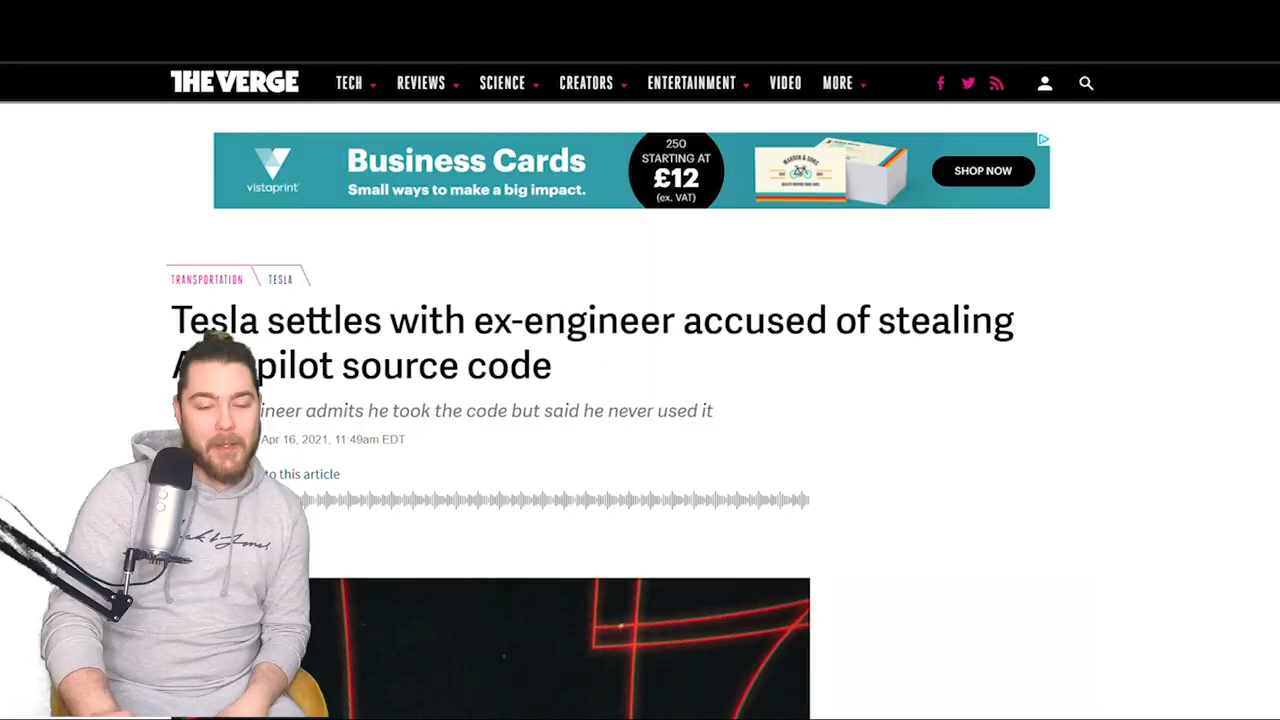 THE VERGE
TECH
REVIEWS
SCIENCE
CREATORS
ENTERTAINMENT
VIDEO
MORE
vistaprint
Business Cards
Small ways to make a big impact.
250
STARTING AT
£12
(ex. VAT)
SHOP NOW
TRANSPORTATION
TESLA
Tesla settles with ex-engineer accused of stealing
pilot source code
ineer admits he took the code but said he never used it
Apr 16, 2021, 11:49am EDT
to this article